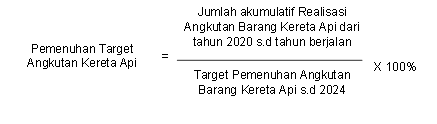 Jumlah akumulatif Realisasi
Angkutan Barang Kereta Api dari
tahun 2020 s.d tahun berjalan
Pemenuhan Target
Angkutan Kereta Api
=
X 100%
Target Pemenuhan Angkutan
Barang Kereta Api s.d 2024